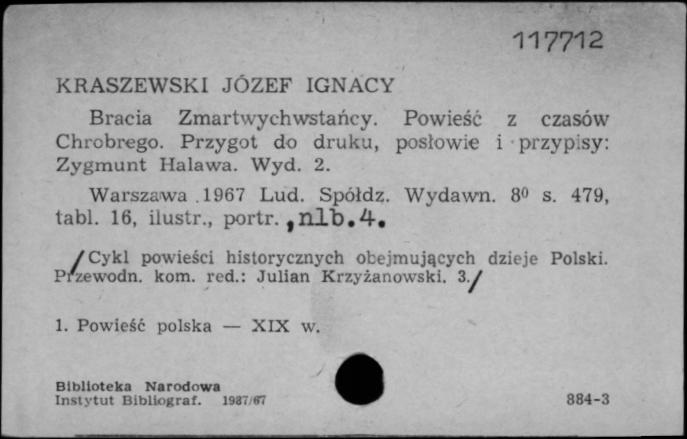 117712
KRASZEWSKI JÓZEF IGNACY
Bracia Zmartwychwstańcy. Powieść z czasów
Chrobrego. Przygot do druku, posłowie i przypisy:
Zygmunt Halawa. Wyd. 2.
Warszawa 1967 Lud. Spółdz. Wydawn. 8⁰ s. 479,
tabl. 16, ilustr., portr. ,nlb.4.
/Cykl powieści historycznych obejmujących dzieje Polski.
Przewodn. kom. red.: Julian Krzyżanowski. 3./
1. Powieść polska — XIX w.
Biblioteka Narodowa
Instytut Bibliograf. 1987/67
884-3